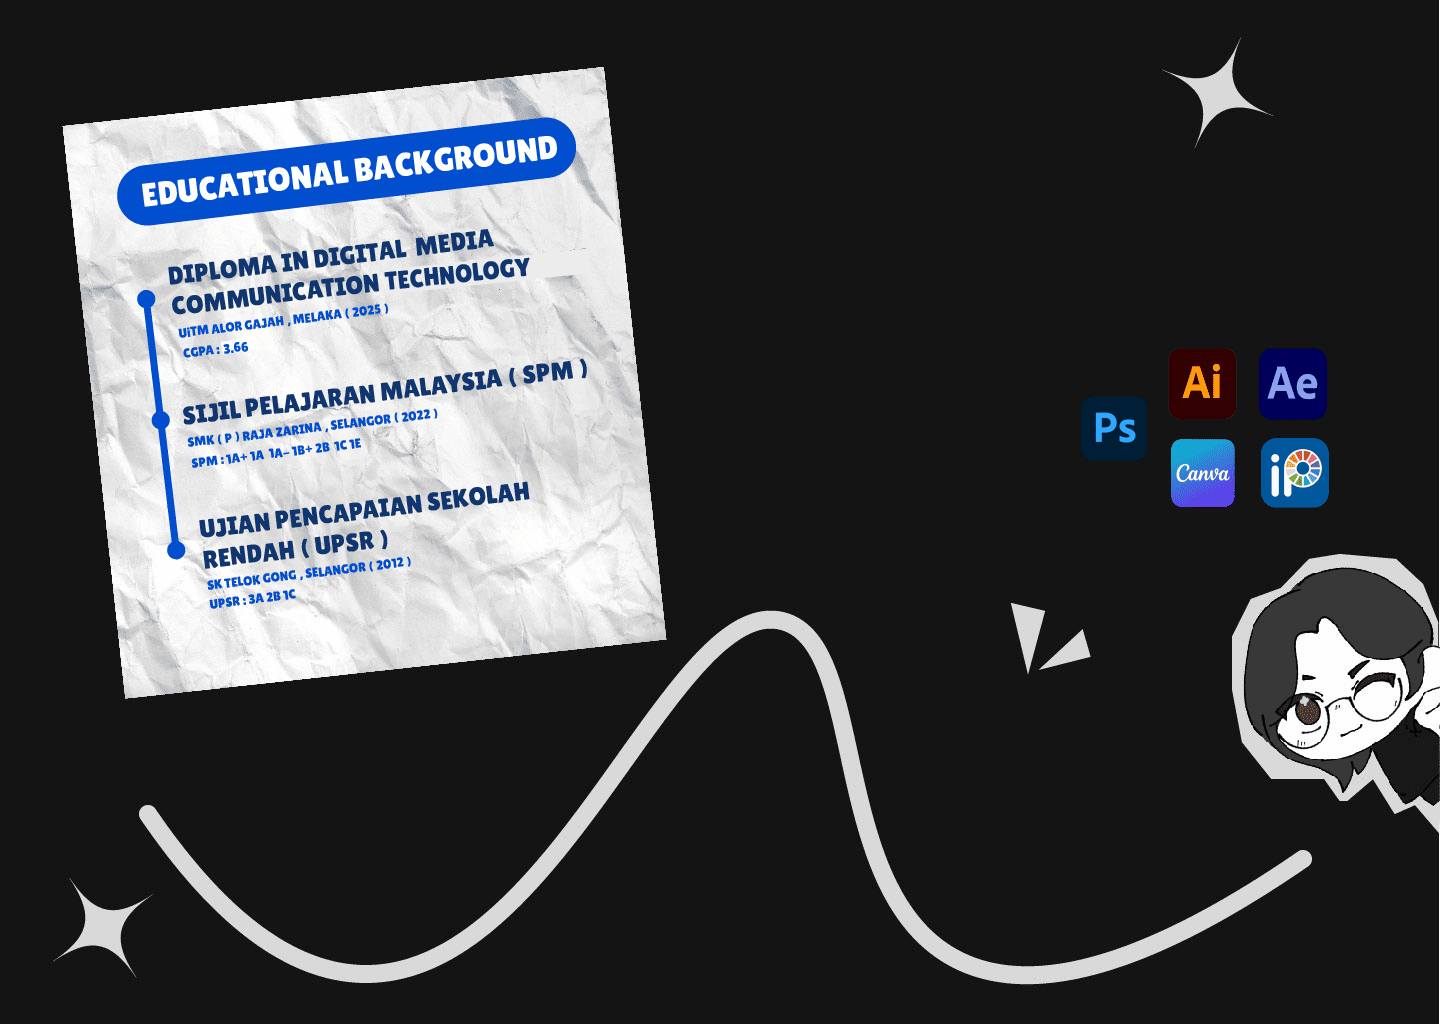 EDUCATIONAL BACKGROUND
DIPLOMA IN DIGITAL MEDIA
COMMUNICATION TECHNOLOGY
UiTM ALOR GAJAH , MELAKA ( 2025 )
CGPA : 3.66
SIJIL PELAJARAN MALAYSIA ( SPM )
SMK ( P ) RAJA ZARINA , SELANGOR ( 2022 )
SPM : 1A+ 1A 1A- 1B+ 2B 1C 1E
UJIAN PENCAPAIAN SEKOLAH
RENDAH ( UPSR )
SK TELOK GONG , SELANGOR ( 2012 )
UPSR : 3A 2B 1C
Ai
Ae
Ps
Canva
iP